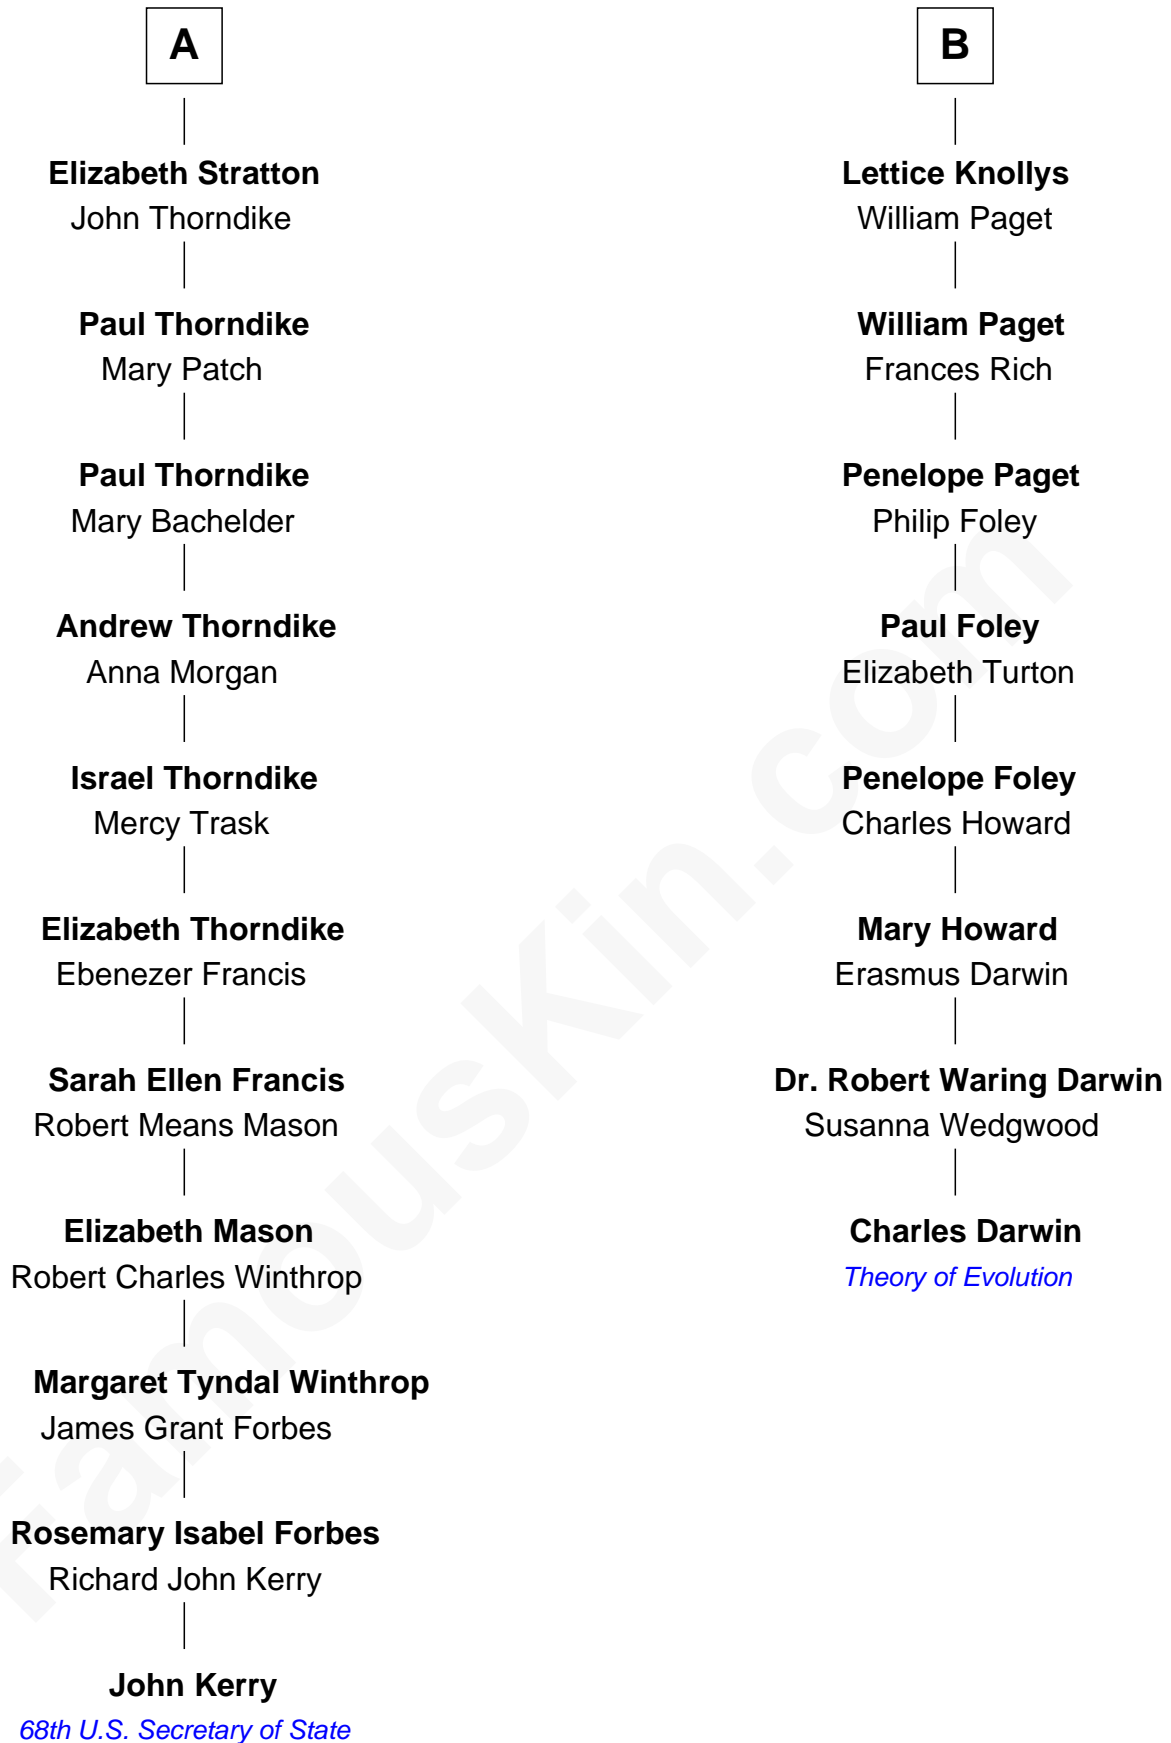 A
Elizabeth Stratton
John Thorndike
Paul Thorndike
Mary Patch
Paul Thorndike
Mary Bachelder
Andrew Thorndike
Anna Morgan
Israel Thorndike
Mercy Trask
Elizabeth Thorndike
Ebenezer Francis
Sarah Ellen Francis
Robert Means Mason
Elizabeth Mason
Robert Charles Winthrop
Margaret Tyndal Winthrop
James Grant Forbes
Rosemary Isabel Forbes
Richard John Kerry
John Kerry
68th U.S. Secretary of State
B
Lettice Knollys
William Paget
William Paget
Frances Rich
Penelope Paget
Philip Foley
Paul Foley
Elizabeth Turton
Penelope Foley
Charles Howard
Mary Howard
Erasmus Darwin
Dr. Robert Waring Darwin
Susanna Wedgwood
Charles Darwin
Theory of Evolution
FamousKin.com